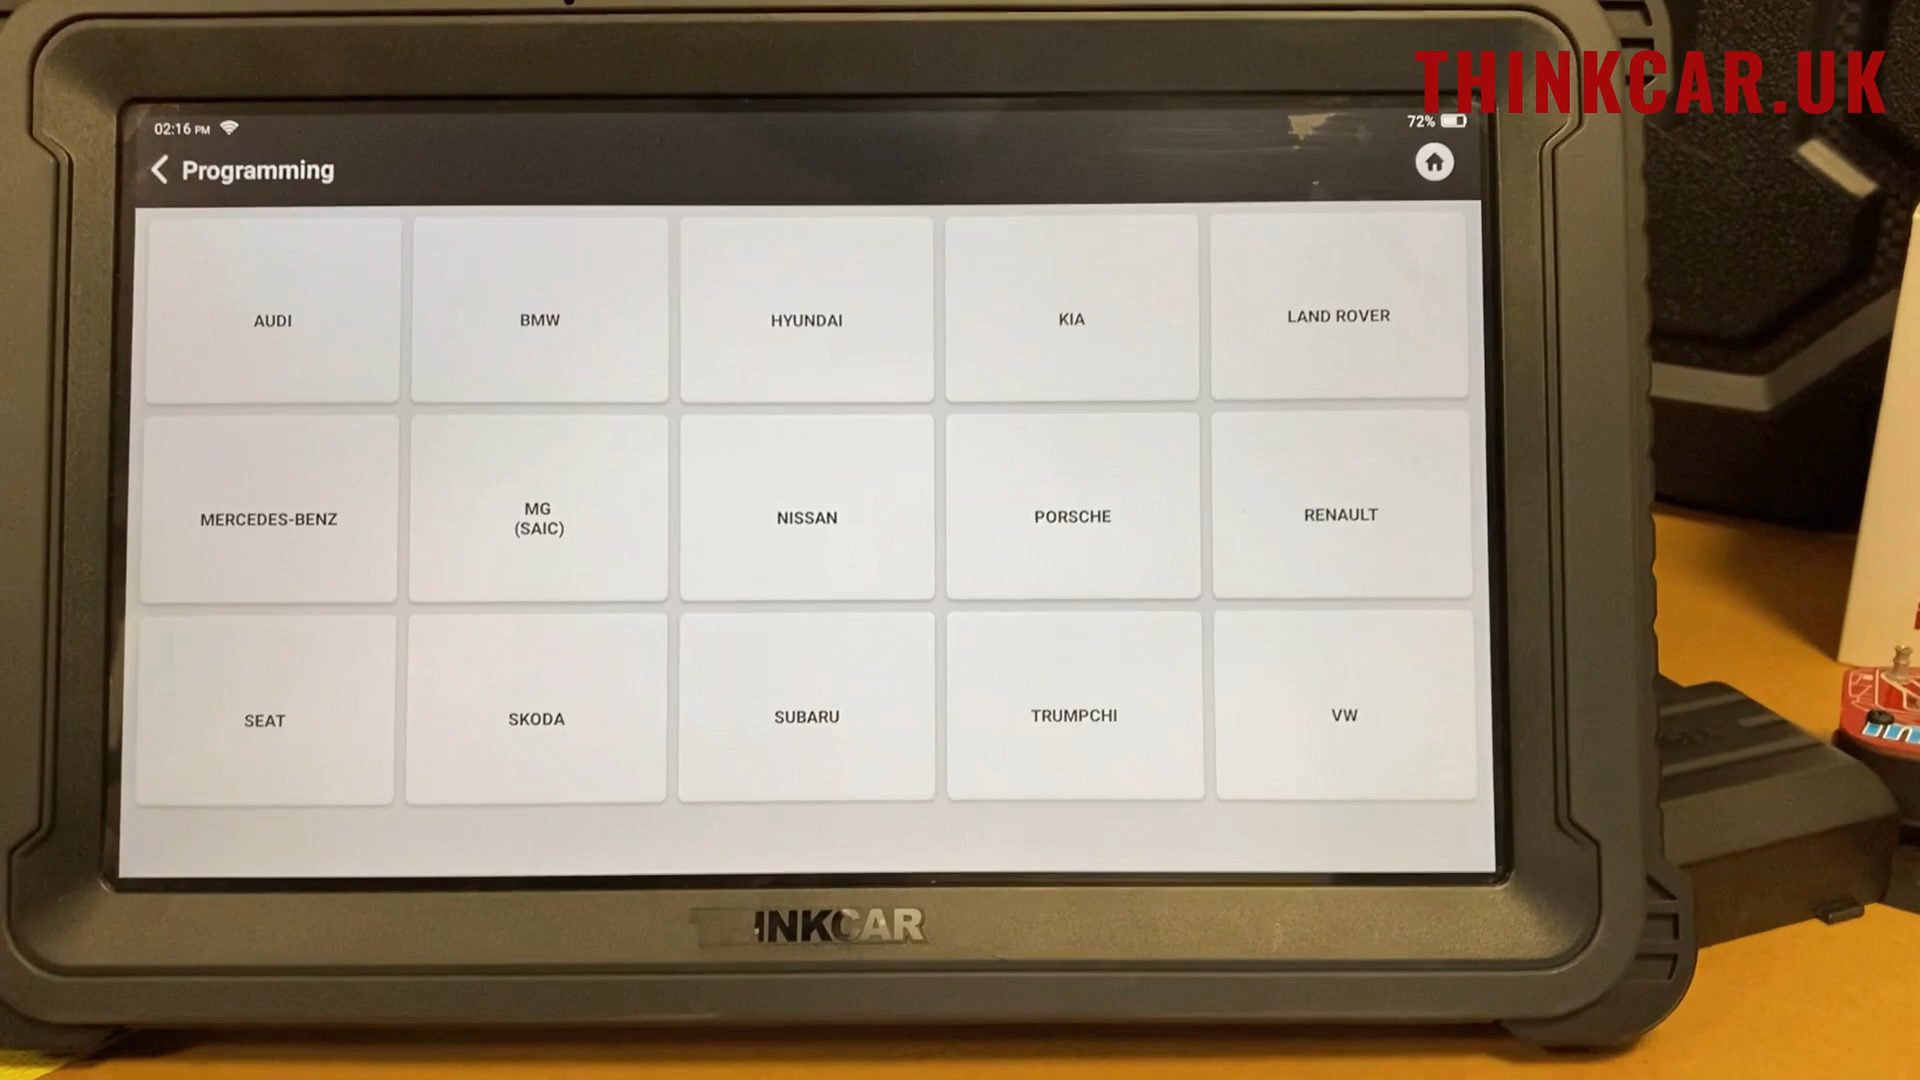 THINKCAR.UK
02:16 PM
72%
Programming
AUDI
BMW
HYUNDAI
KIA
LAND ROVER
MERCEDES-BENZ
MG
(SAIC)
NISSAN
PORSCHE
RENAULT
SEAT
SKODA
SUBARU
TRUMPCHI
VW
INKCAR